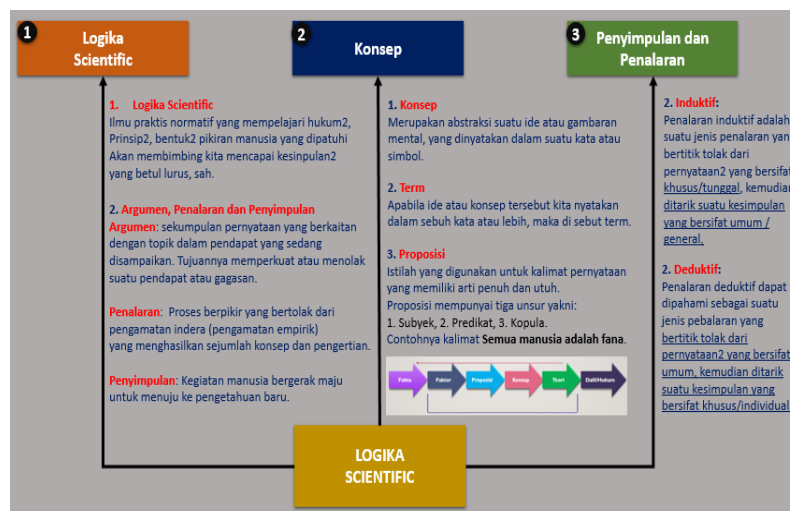 1
Logika
Scientific
2
Konsep
3
Penyimpulan dan
Penalaran
1. Logika Scientific
Ilmu praktis normatif yang mempelajari hukum2,
Prinsip2, bentuk2 pikiran manusia yang dipatuhi
Akan membimbing kita mencapai kesinpulan2
yang betul lurus, sah.
2. Argumen, Penalaran dan Penyimpulan
Argumen: sekumpulan pernyataan yang berkaitan
dengan topik dalam pendapat yang sedang
disampaikan. Tujuannya memperkuat atau menolak
suatu pendapat atau gagasan.
Penalaran: Proses berpikir yang bertolak dari
pengamatan indera (pengamatan empirik)
yang menghasilkan sejumlah konsep dan pengertian.
Penyimpulan: Kegiatan manusia bergerak maju
untuk menuju ke pengetahuan baru.
1. Konsep
Merupakan abstraksi suatu ide atau gambaran
mental, yang dinyatakan dalam suatu kata atau
simbol.
2. Term
Apabila ide atau konsep tersebut kita nyatakan
dalam sebuh kata atau lebih, maka di sebut term.
3. Proposisi
Istilah yang digunakan untuk kalimat pernyataan
yang memiliki arti penuh dan utuh.
Proposisi mempunyai tiga unsur yakni:
1. Subyek, 2. Predikat, 3. Kopula.
Contohnya kalimat Semua manusia adalah fana.
Fakta Faktor Proposisi Konsep Teori Dalil/Hukum
2. Induktif:
Penalaran induktif adalah
suatu jenis penalaran yan
bertitik tolak dari
pernyataan2 yang bersifat
khusus/tunggal, kemudian
ditarik suatu kesimpulan
yang bersifat umum /
general.
2. Deduktif:
Penalaran deduktif dapat
dipahami sebagai suatu
jenis pebalaran yang
bertitik tolak dari
pernyataan2 yang bersifat
umum, kemudian ditarik
suatu kesimpulan yang
bersifat khusus/individual
LOGIKA
SCIENTIFIC